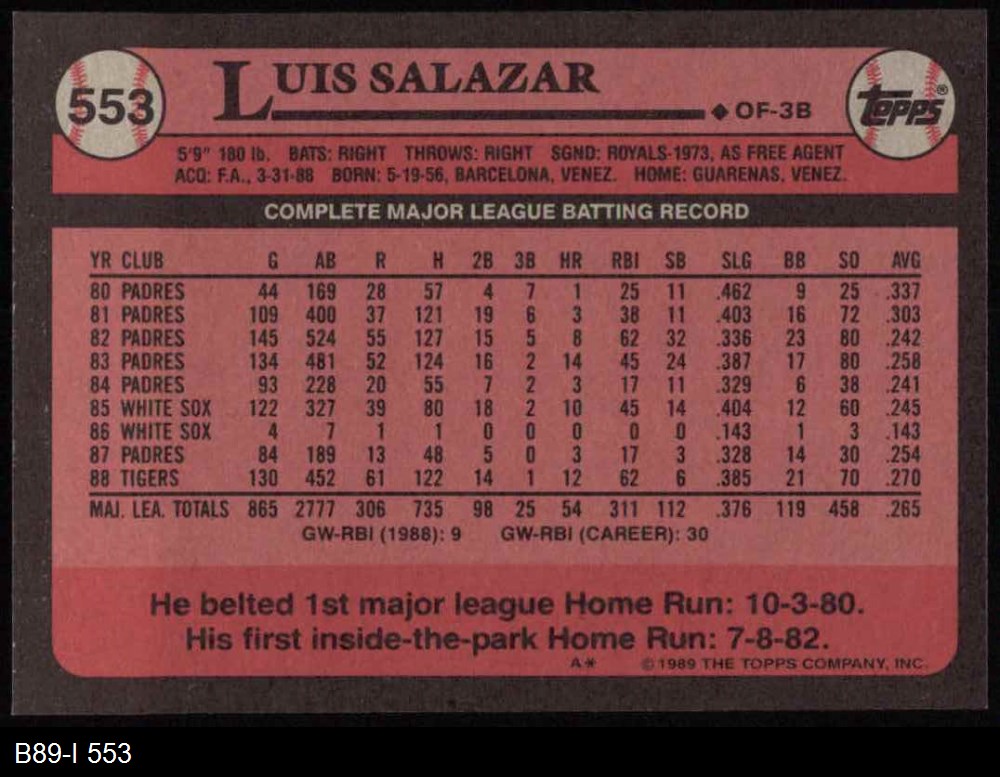 553
LUIS SALAZAR
◆ OF-3B
TOPPS®
5'9" 180 lb. BATS: RIGHT THROWS: RIGHT SGND: ROYALS-1973, AS FREE AGENT
ACQ: F.A., 3-31-88 BORN: 5-19-56, BARCELONA, VENEZ. HOME: GUARENAS, VENEZ.
COMPLETE MAJOR LEAGUE BATTING RECORD
YR CLUB G AB R H 2B 3B HR RBI SB SLG BB SO AVG
80 PADRES 44 169 28 57 4 7 1 25 11 .462 9 25 .337
81 PADRES 109 400 37 121 19 6 3 38 11 .403 16 72 .303
82 PADRES 145 524 55 127 15 5 8 62 32 .336 23 80 .242
83 PADRES 134 481 52 124 16 2 14 45 24 .387 17 80 .258
84 PADRES 93 228 20 55 7 2 3 17 11 .329 6 38 .241
85 WHITE SOX 122 327 39 80 18 2 10 45 14 .404 12 60 .245
86 WHITE SOX 4 7 1 1 0 0 0 0 0 .143 1 3 .143
87 PADRES 84 189 13 48 5 0 3 17 3 .328 14 30 .254
88 TIGERS 130 452 61 122 14 1 12 62 6 .385 21 70 .270
MAJ. LEA. TOTALS 865 2777 306 735 98 25 54 311 112 .376 119 458 .265
GW-RBI (1988): 9 GW-RBI (CAREER): 30
He belted 1st major league Home Run: 10-3-80.
His first inside-the-park Home Run: 7-8-82.
A* © 1989 THE TOPPS COMPANY, INC.
B89-I 553